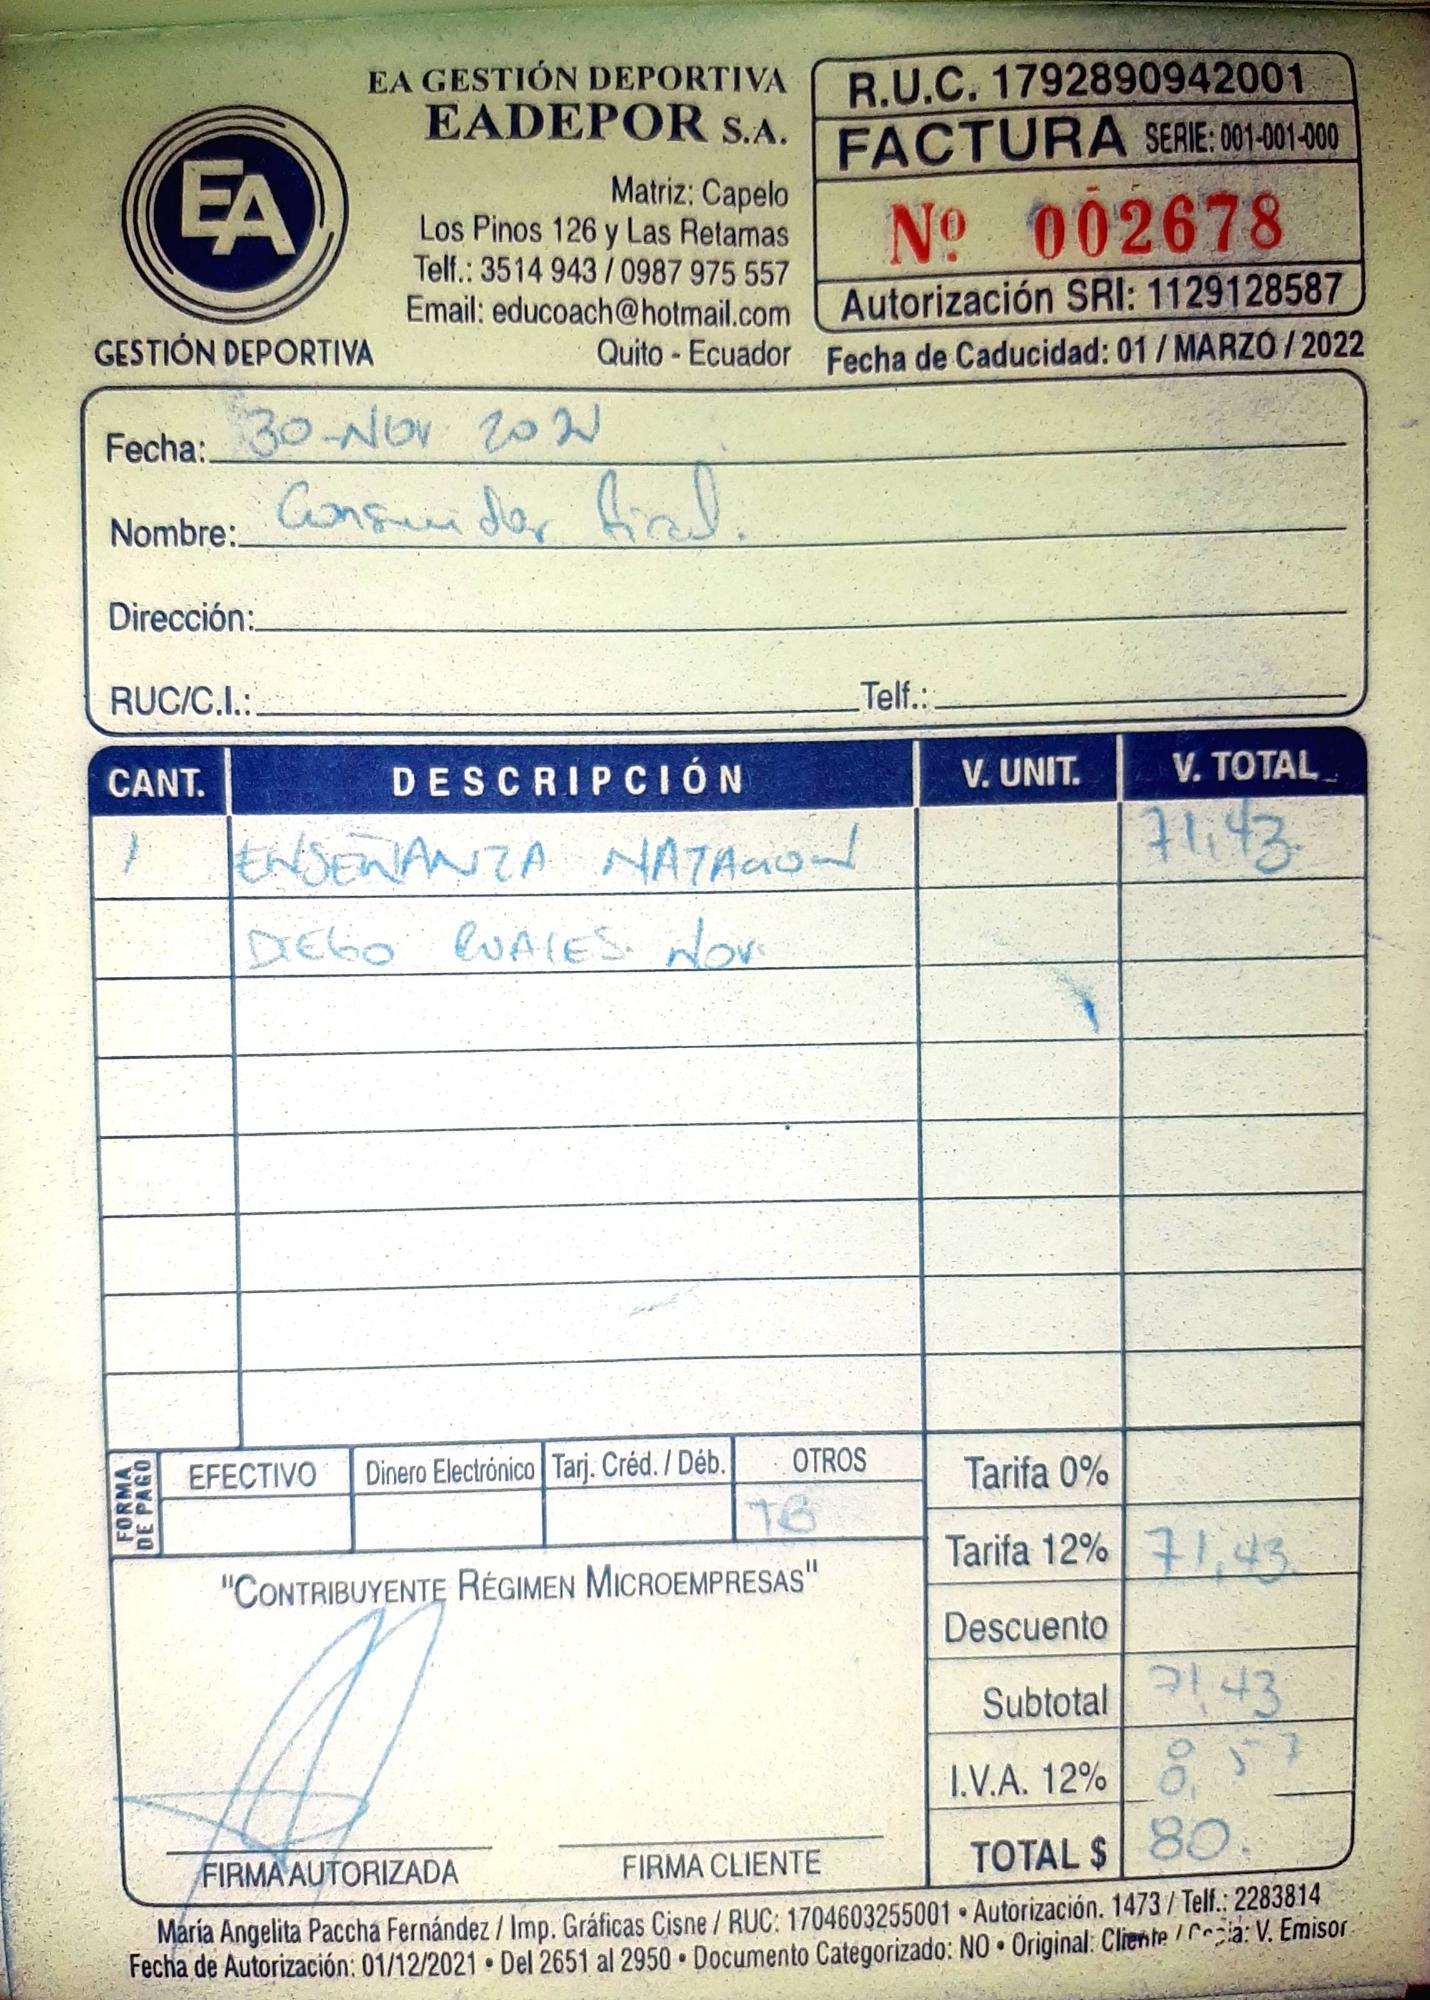 EA GESTIÓN DEPORTIVA
EADEPOR S.A.
EA
GESTIÓN DEPORTIVA
Matriz: Capelo
Los Pinos 126 y Las Retamas
Telf.: 3514 943 / 0987 975 557
Email: educoach@hotmail.com
Quito - Ecuador
R.U.C. 1792890942001
FACTURA SERIE: 001-001-000
Nº 002678
Autorización SRI: 1129128587
Fecha de Caducidad: 01 / MARZO / 2022
Fecha: 30-Nov 2021
Nombre: Consumidor final.
Dirección:
RUC/C.I.: Telf.:
CANT. DESCRIPCIÓN V. UNIT. V. TOTAL
1 ENSEÑANZA NATACION 71,43
DIEGO Nov.
FORMA DE PAGO
EFECTIVO Dinero Electrónico Tarj. Créd. / Déb. OTROS
TB
Tarifa 0%
Tarifa 12% 71,43
Descuento
Subtotal 71,43
I.V.A. 12% 8,57
TOTAL $ 80.
"CONTRIBUYENTE RÉGIMEN MICROEMPRESAS"
FIRMA AUTORIZADA FIRMA CLIENTE
María Angelita Paccha Fernández / Imp. Gráficas Cisne / RUC: 1704603255001 • Autorización. 1473 / Telf.: 2283814
Fecha de Autorización: 01/12/2021 • Del 2651 al 2950 • Documento Categorizado: NO • Original: Cliente / Copia: V. Emisor